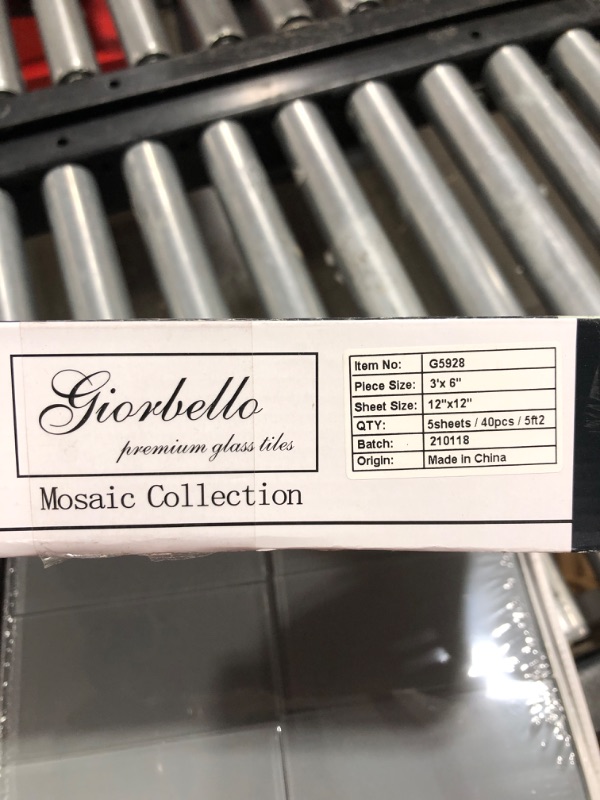 Giorbello
premium glass tiles
Mosaic Collection
Item No: G5928
Piece Size: 3'x 6"
Sheet Size: 12"x12"
QTY: 5sheets / 40pcs / 5ft2
Batch: 210118
Origin: Made in China